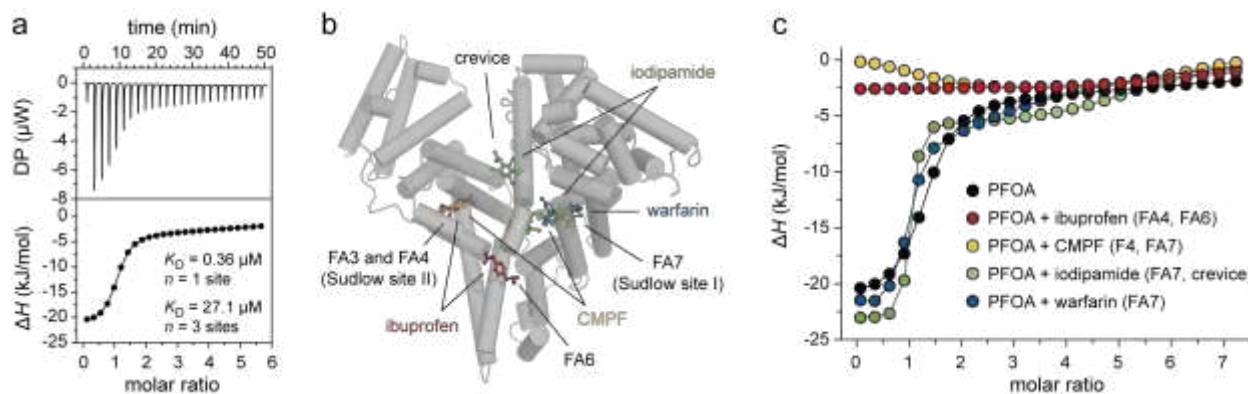 a
time (min)
0 10 20 30 40 50
DP (µW)
0
-2
-4
-6
-8
ΔH (kJ/mol)
0
-5
-10
-15
-20
-25
KD = 0.36 µM
n = 1 site
KD = 27.1 µM
n = 3 sites
0 1 2 3 4 5 6
molar ratio
b
crevice
iodipamide
warfarin
FA3 and FA4
(Sudlow site II)
FA7
(Sudlow site I)
ibuprofen
CMPF
FA6
c
ΔH (kJ/mol)
0
-5
-10
-15
-20
-25
PFOA
PFOA + ibuprofen (FA4, FA6)
PFOA + CMPF (F4, FA7)
PFOA + iodipamide (FA7, crevice)
PFOA + warfarin (FA7)
0 1 2 3 4 5 6 7
molar ratio